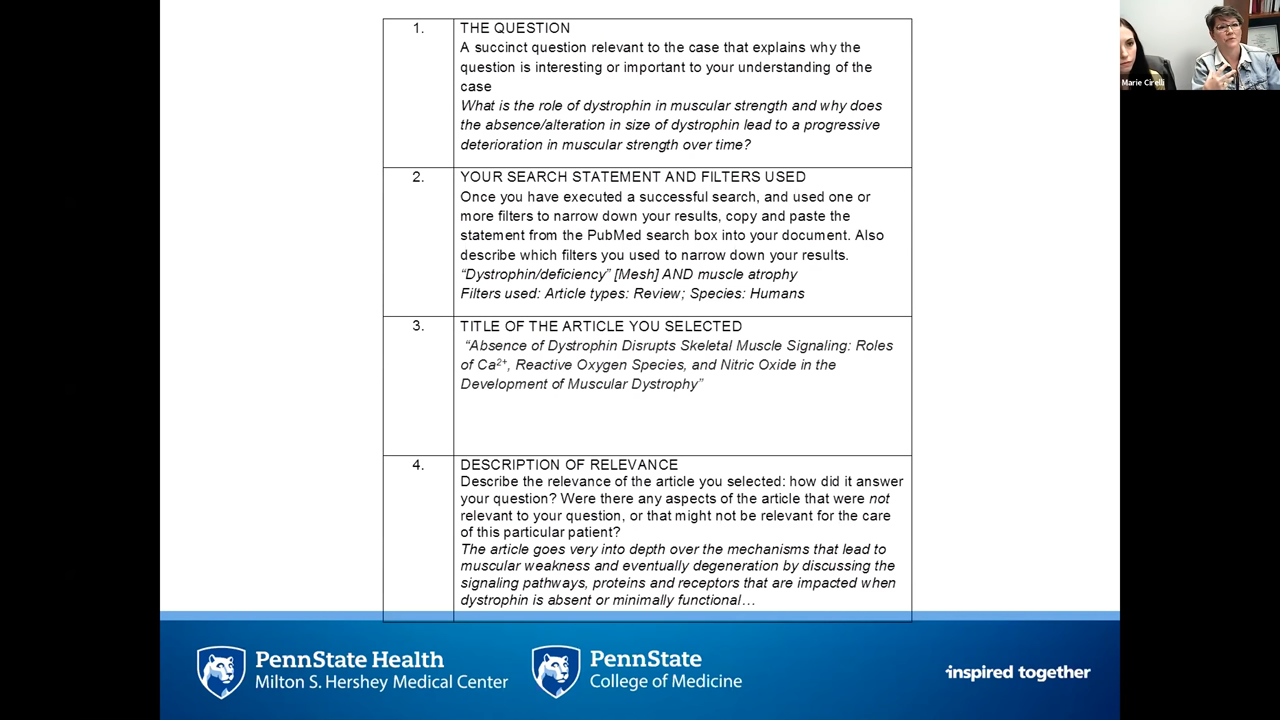 1. THE QUESTION
A succinct question relevant to the case that explains why the
question is interesting or important to your understanding of the
case
What is the role of dystrophin in muscular strength and why does
the absence/alteration in size of dystrophin lead to a progressive
deterioration in muscular strength over time?
2. YOUR SEARCH STATEMENT AND FILTERS USED
Once you have executed a successful search, and used one or
more filters to narrow down your results, copy and paste the
statement from the PubMed search box into your document. Also
describe which filters you used to narrow down your results.
“Dystrophin/deficiency” [Mesh] AND muscle atrophy
Filters used: Article types: Review; Species: Humans
3. TITLE OF THE ARTICLE YOU SELECTED
“Absence of Dystrophin Disrupts Skeletal Muscle Signaling: Roles
of Ca²⁺, Reactive Oxygen Species, and Nitric Oxide in the
Development of Muscular Dystrophy”
4. DESCRIPTION OF RELEVANCE
Describe the relevance of the article you selected: how did it answer
your question? Were there any aspects of the article that were not
relevant to your question, or that might not be relevant for the care
of this particular patient?
The article goes very into depth over the mechanisms that lead to
muscular weakness and eventually degeneration by discussing the
signaling pathways, proteins and receptors that are impacted when
dystrophin is absent or minimally functional…
PennState Health
Milton S. Hershey Medical Center
PennState
College of Medicine
inspired together
Marie Cirelli